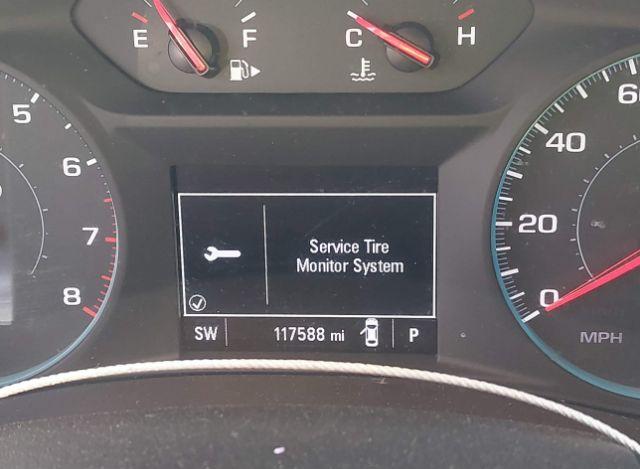 E F
C H
5
6
7
8
Service Tire
Monitor System
SW 117588 mi P
60
40
20
0
MPH